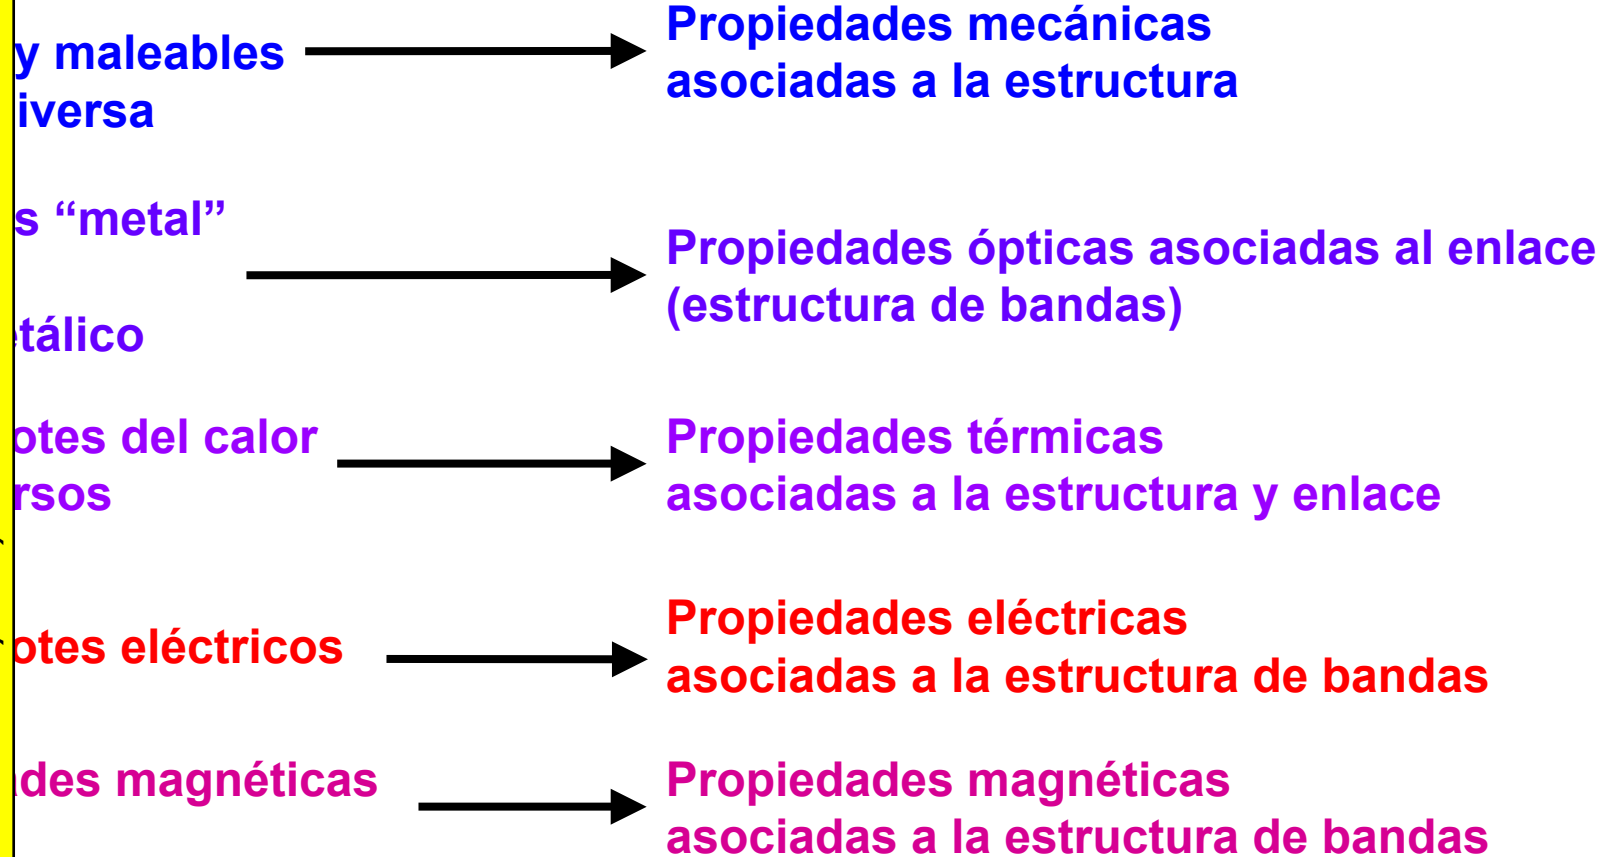 y maleables
iversa
Propiedades mecánicas
asociadas a la estructura
s “metal”
tálico
Propiedades ópticas asociadas al enlace
(estructura de bandas)
otes del calor
rsos
Propiedades térmicas
asociadas a la estructura y enlace
otes eléctricos
Propiedades eléctricas
asociadas a la estructura de bandas
des magnéticas
Propiedades magnéticas
asociadas a la estructura de bandas